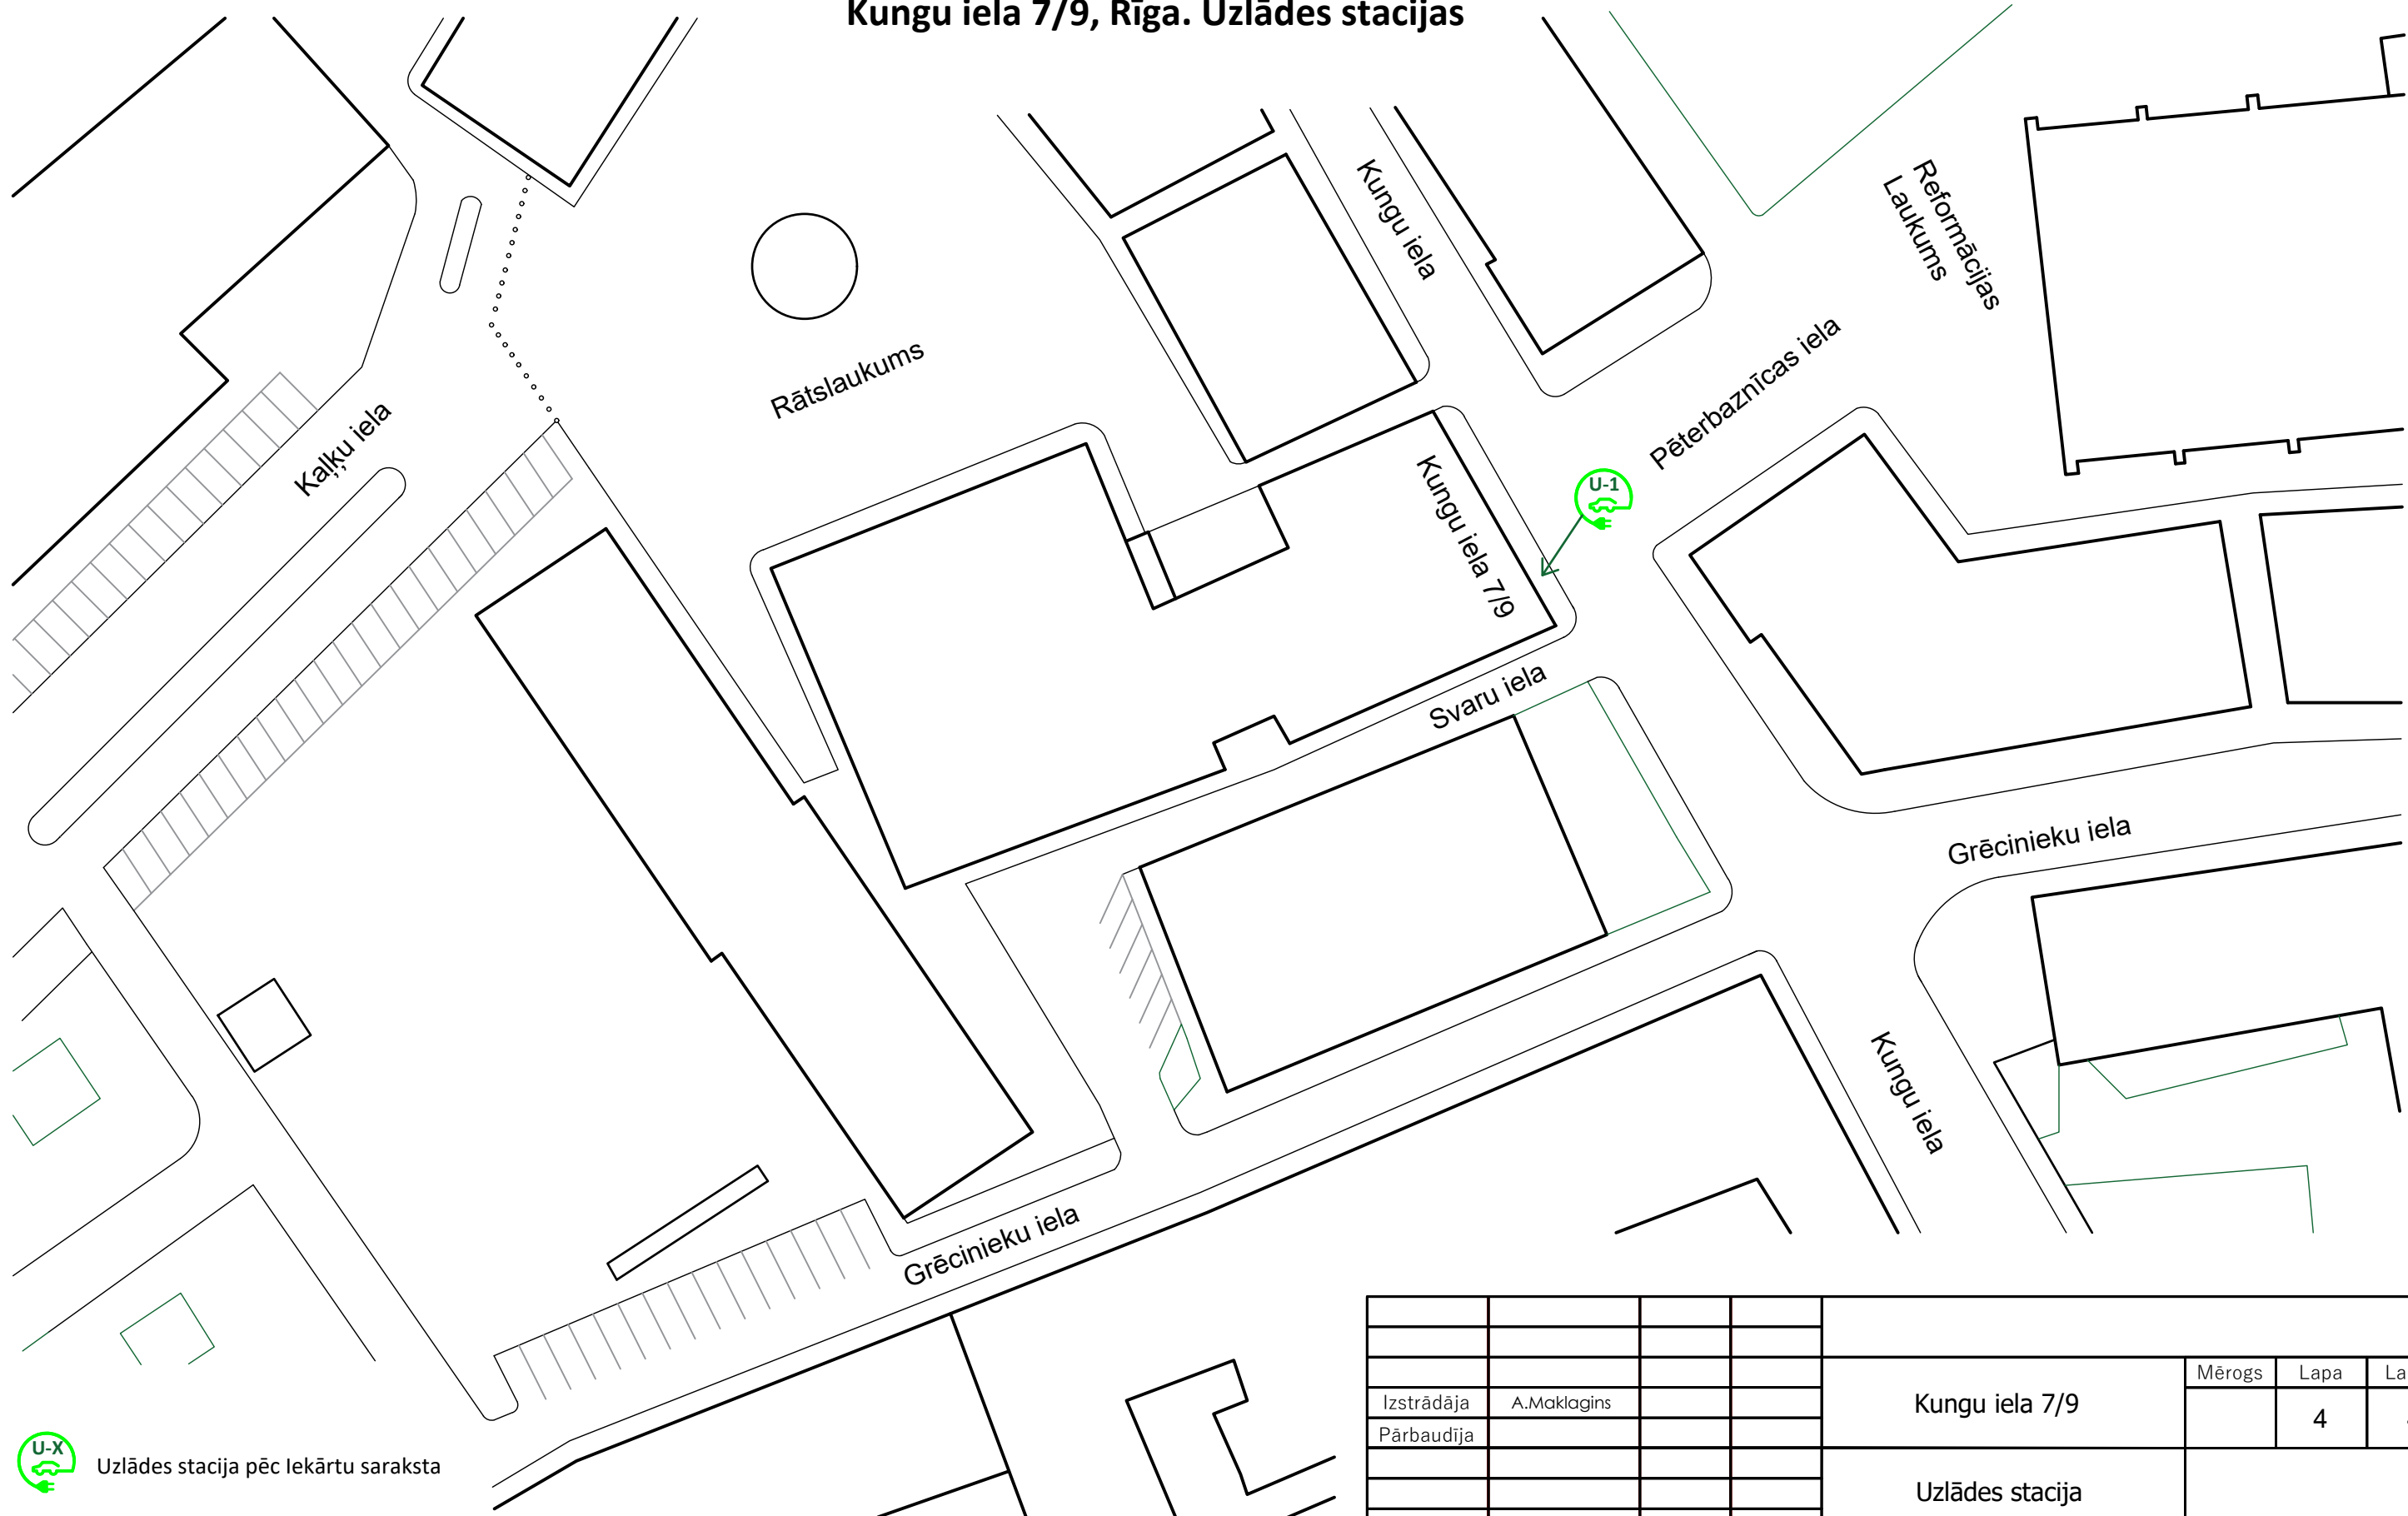 Kungu iela 7/9, Rīga. Uzlādes stacijas
Kungu iela
Reformācijas
Laukums
Pēterbaznīcas iela
Rātslaukums
Kaļķu iela
Kungu iela 7/9
U-1
Svaru iela
Grēcinieku iela
Kungu iela
Grēcinieku iela
U-X
Uzlādes stacija pēc Iekārtu saraksta
Mērogs Lapa La
Izstrādāja A.Maklagins Kungu iela 7/9
4
Pārbaudīja
Uzlādes stacija